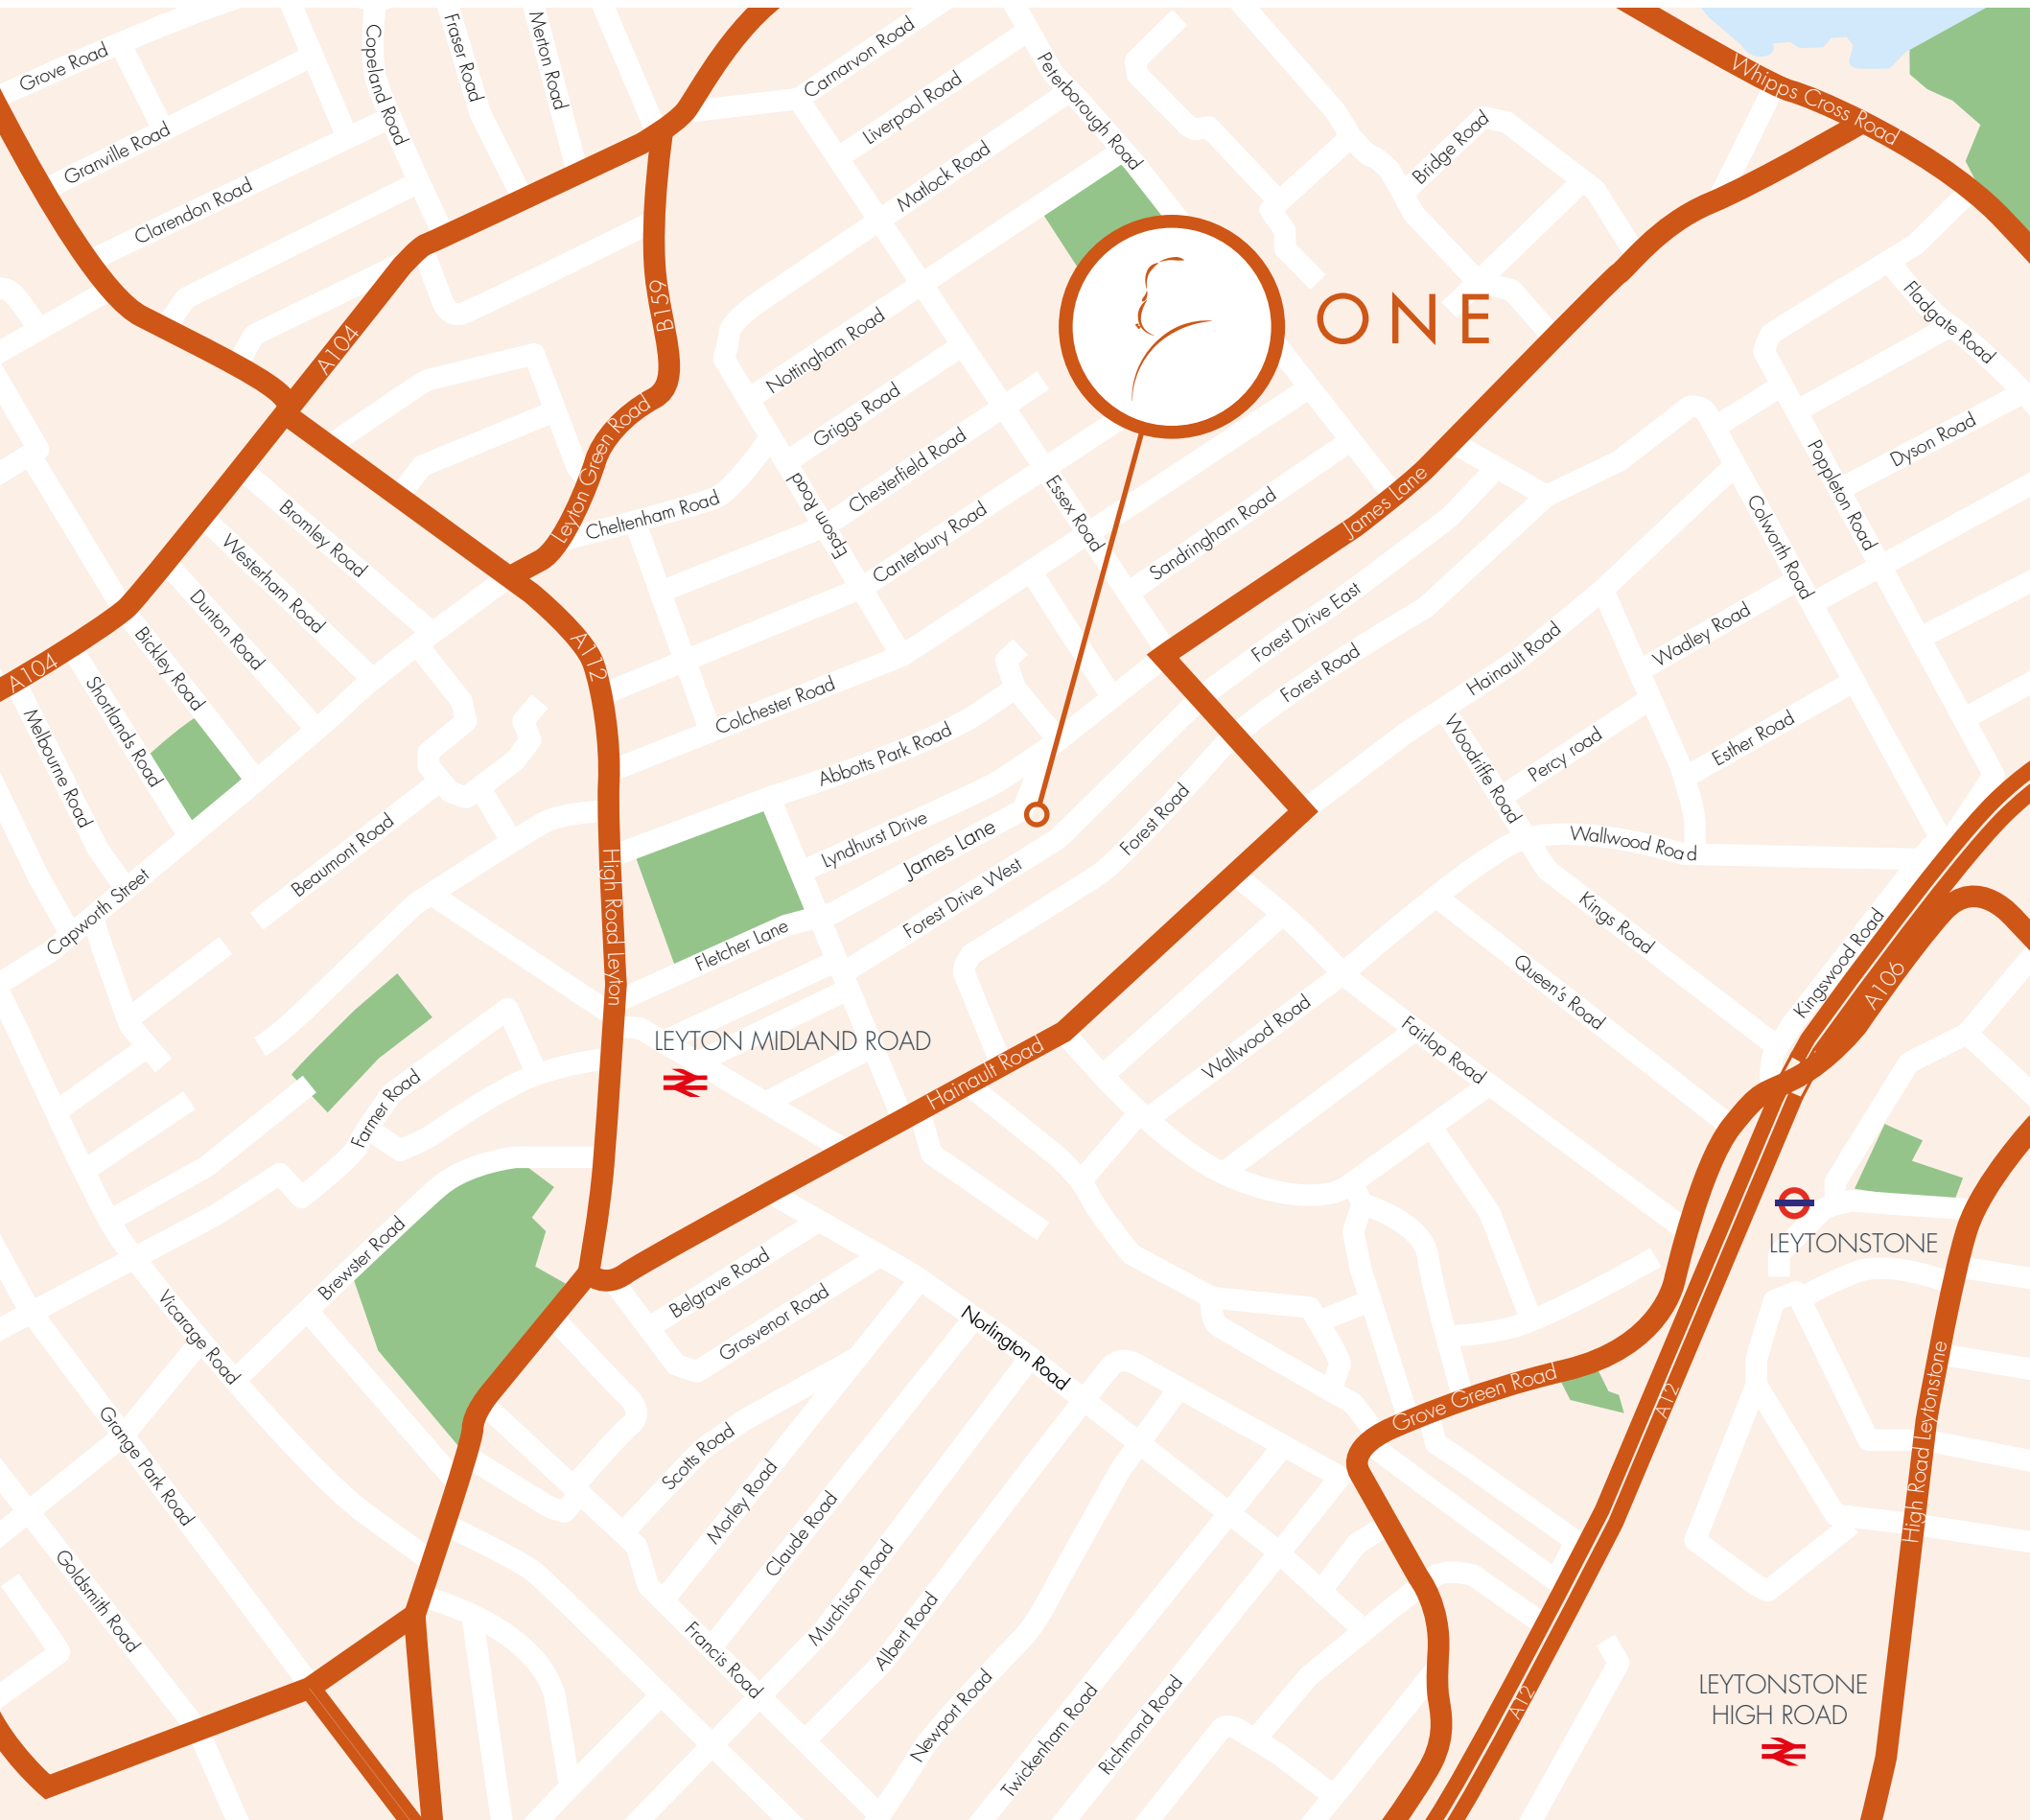 Grove Road
Copeland Road
Fraser Road
Merton Road
Carnarvon Road
Liverpool Road
Peterborough Road
Whipps Cross Road
Granville Road
Matlock Road
Bridge Road
Clarendon Road
B159
A104
Nottingham Road
ONE
Fladgate Road
Griggs Road
Leyton Green Road
Chesterfield Road
Dyson Road
Poppleton Road
Cheltenham Road
Epsom Road
Essex Road
James Lane
Colworth Road
Bromley Road
Westerham Road
Canterbury Road
Sandringham Road
Dunton Road
Forest Drive East
Wadley Road
Hainault Road
Bickley Road
A112
A104
Forest Road
Shortlands Road
Melbourne Road
Colchester Road
Abbotts Park Road
Woodriffe Road
Percy road
Esther Road
Beaumont Road
Lyndhurst Drive
James Lane
Forest Road
Wallwood Road
Capworth Street
High Road Leyton
Fletcher Lane
Forest Drive West
Kings Road
Kingswood Road
A106
Queen's Road
LEYTON MIDLAND ROAD
Wallwood Road
Fairlop Road
Hainault Road
Farmer Road
Brewster Road
LEYTONSTONE
Belgrave Road
Grosvenor Road
Vicarage Road
Norlington Road
Grove Green Road
A12
High Road Leytonstone
Grange Park Road
Scotts Road
Morley Road
Claude Road
Murchison Road
Albert Road
Goldsmith Road
Francis Road
Newport Road
Twickenham Road
Richmond Road
A12
LEYTONSTONE
HIGH ROAD